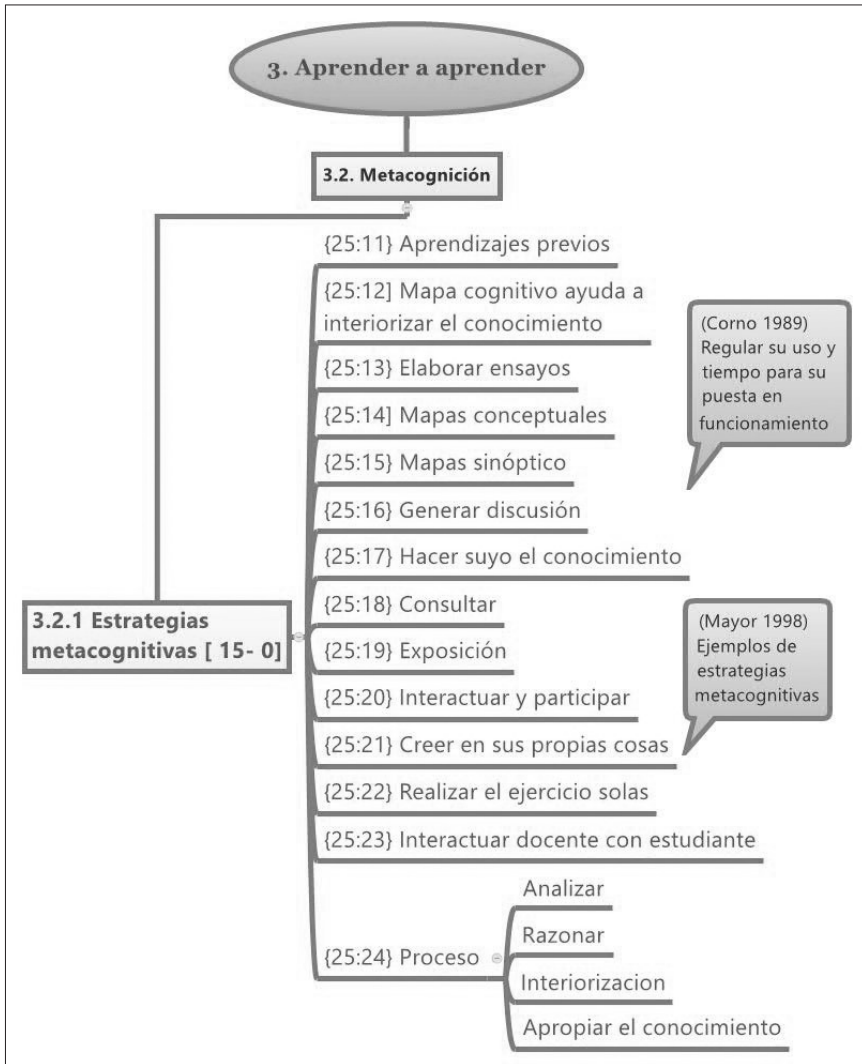 3. Aprender a aprender
3.2. Metacognición
{25:11} Aprendizajes previos
{25:12] Mapa cognitivo ayuda a
interiorizar el conocimiento
{25:13} Elaborar ensayos
{25:14] Mapas conceptuales
{25:15} Mapas sinóptico
{25:16} Generar discusión
{25:17} Hacer suyo el conocimiento
(Corno 1989)
Regular su uso y
tiempo para su
puesta en
funcionamiento
3.2.1 Estrategias
metacognitivas [ 15- 0]
{25:18} Consultar
{25:19} Exposición
{25:20} Interactuar y participar
{25:21} Creer en sus propias cosas
{25:22} Realizar el ejercicio solas
{25:23} Interactuar docente con estudiante
(Mayor 1998)
Ejemplos de
estrategias
metacognitivas
{25:24} Proceso
Analizar
Razonar
Interiorizacion
Apropiar el conocimiento